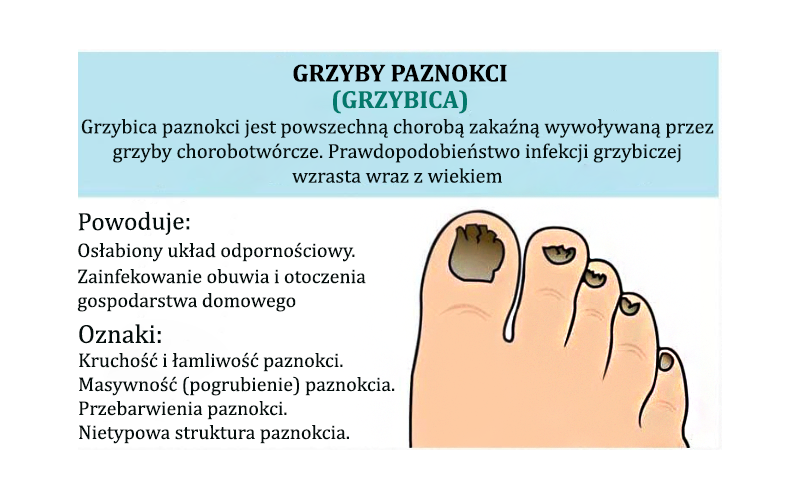 GRZYBY PAZNOKCI
(GRZYBICA)
Grzybica paznokci jest powszechną chorobą zakaźną wywoływaną przez
grzyby chorobotwórcze. Prawdopodobieństwo infekcji grzybiczej
wzrasta wraz z wiekiem
Powoduje:
Osłabiony układ odpornościowy.
Zainfekowanie obuwia i otoczenia
gospodarstwa domowego
Oznaki:
Kruchość i łamliwość paznokci.
Masywność (pogrubienie) paznokcia.
Przebarwienia paznokci.
Nietypowa struktura paznokcia.